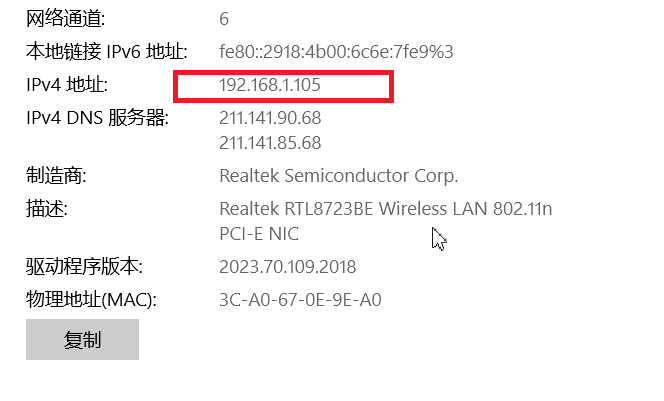 网络通道: 6
本地链接 IPv6 地址: fe80::2918:4b00:6c6e:7fe9%3
IPv4 地址: 192.168.1.105
IPv4 DNS 服务器: 211.141.90.68
211.141.85.68
制造商: Realtek Semiconductor Corp.
描述: Realtek RTL8723BE Wireless LAN 802.11n
PCI-E NIC
驱动程序版本: 2023.70.109.2018
物理地址(MAC): 3C-A0-67-0E-9E-A0
复制